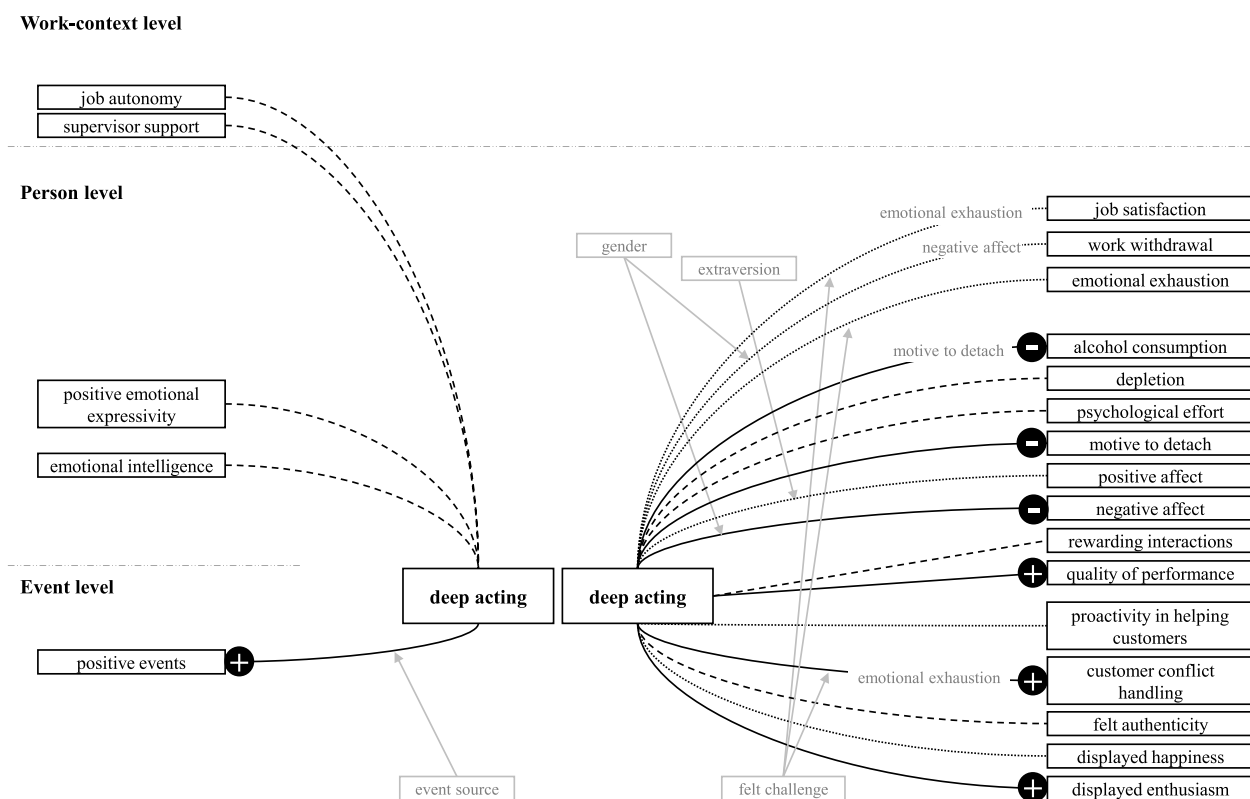 Work-context level
job autonomy
supervisor support
Person level
emotional exhaustion
job satisfaction
gender
negative affect
work withdrawal
extraversion
emotional exhaustion
motive to detach
alcohol consumption
depletion
positive emotional
expressivity
psychological effort
motive to detach
emotional intelligence
positive affect
negative affect
rewarding interactions
Event level
deep acting
deep acting
quality of performance
proactivity in helping
customers
positive events
emotional exhaustion
customer conflict
handling
felt authenticity
displayed happiness
event source
felt challenge
displayed enthusiasm